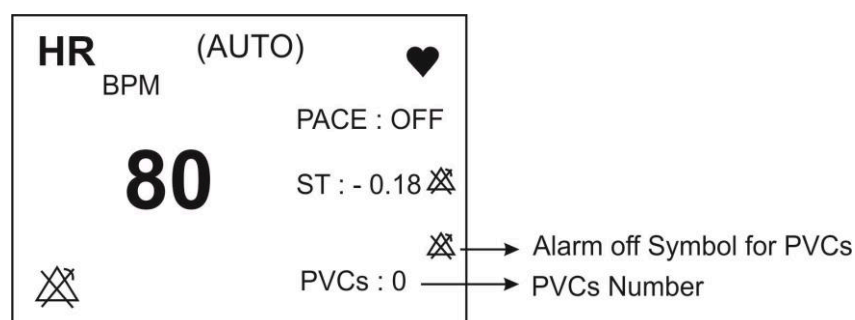 HR (AUTO)
BPM
PACE : OFF
80
ST : - 0.18
Alarm off Symbol for PVCs
PVCs : 0
PVCs Number